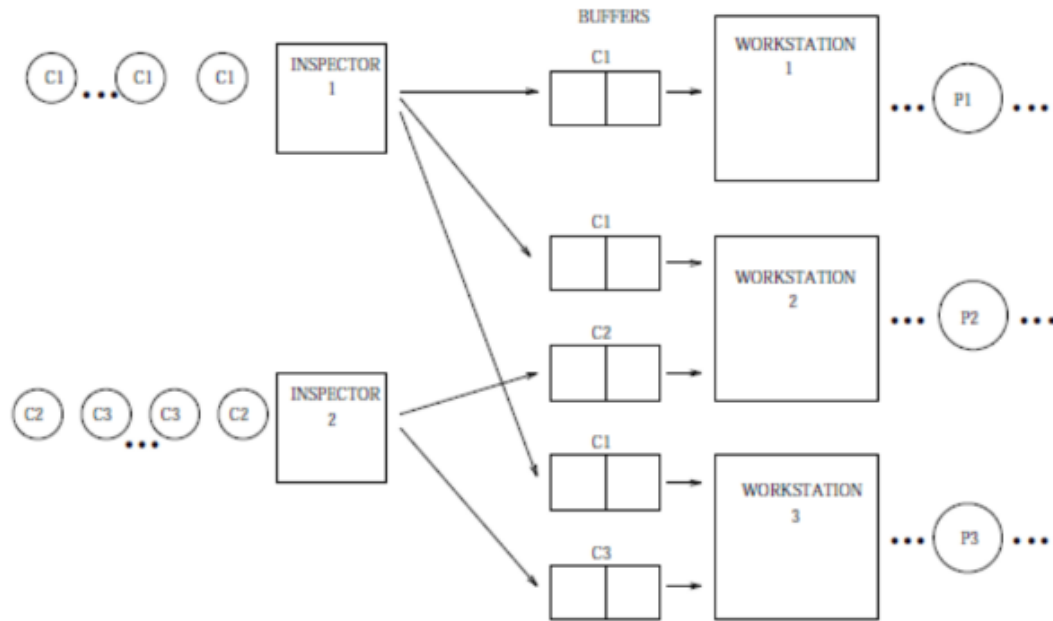 BUFFERS
C1
C1
C1
INSPECTOR
1
C1
WORKSTATION
1
P1
C1
WORKSTATION
2
P2
C2
C2
C3
C3
C2
INSPECTOR
2
C1
WORKSTATION
3
P3
C3